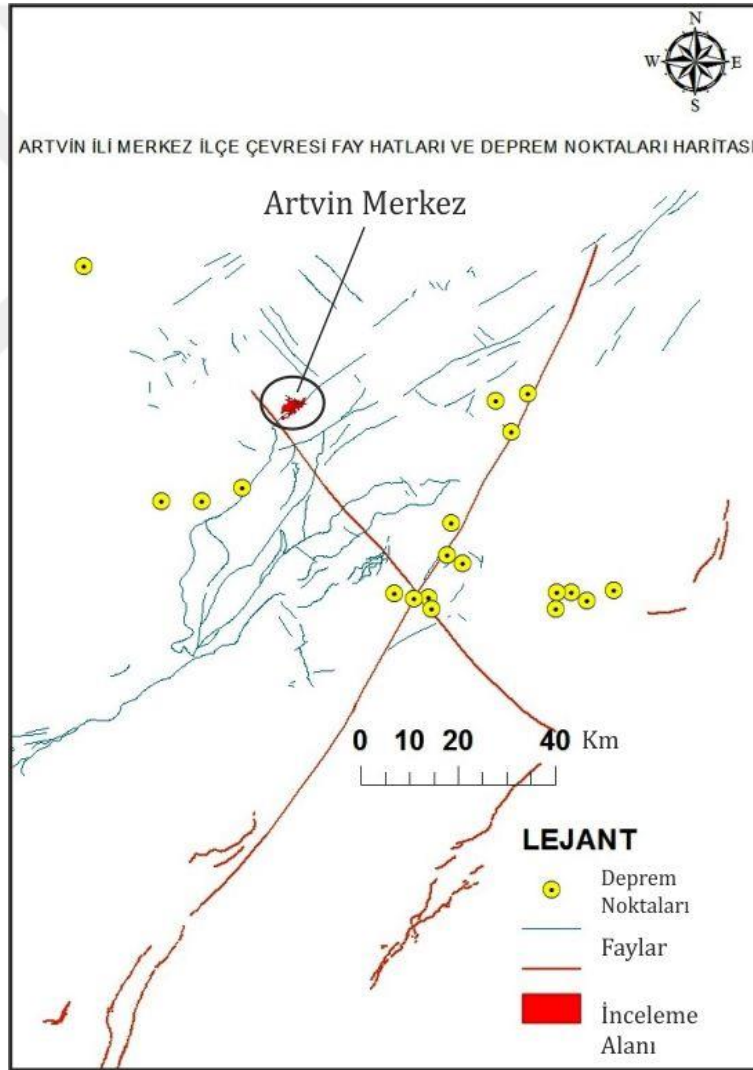 N
W E
S
ARTVİN İLİ MERKEZ İLÇE ÇEVRESİ FAY HATLARI VE DEPREM NOKTALARI HARİTASI
Artvin Merkez
0 10 20 40 Km
LEJANT
Deprem
Noktaları
Faylar
İnceleme
Alanı